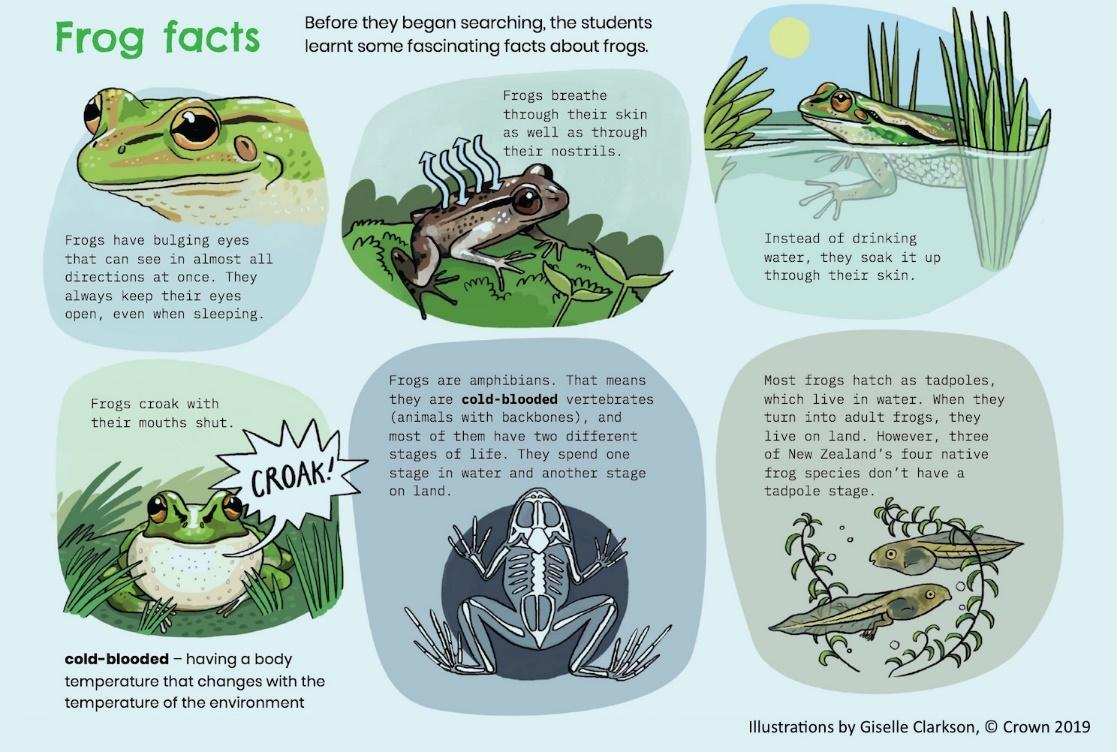 Frog facts
Before they began searching, the students
learnt some fascinating facts about frogs.
Frogs have bulging eyes
that can see in almost all
directions at once. They
always keep their eyes
open, even when sleeping.
Frogs breathe
through their skin
as well as through
their nostrils.
Instead of drinking
water, they soak it up
through their skin.
Frogs croak with
their mouths shut.
CROAK!
Frogs are amphibians. That means
they are cold-blooded vertebrates
(animals with backbones), and
most of them have two different
stages of life. They spend one
stage in water and another stage
on land.
Most frogs hatch as tadpoles,
which live in water. When they
turn into adult frogs, they
live on land. However, three
of New Zealand’s four native
frog species don’t have a
tadpole stage.
cold-blooded – having a body
temperature that changes with the
temperature of the environment
Illustrations by Giselle Clarkson, © Crown 2019